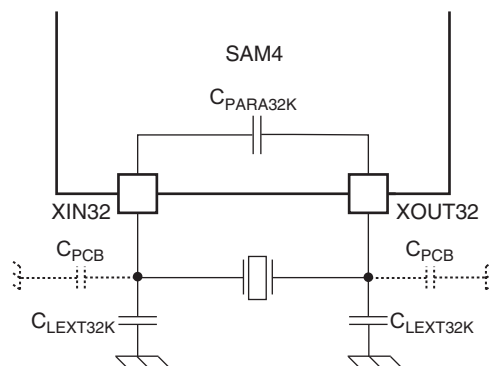 SAM4
CPARA32K
XIN32
XOUT32
CPCB
CPCB
CLEXT32K
CLEXT32K